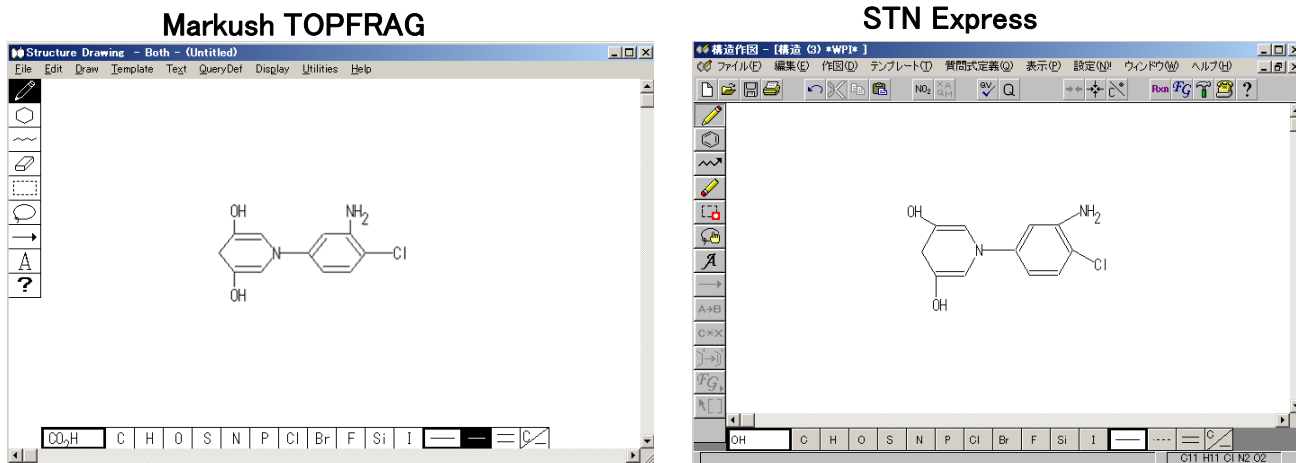 Markush TOPFRAG
Structure Drawing - Both - (Untitled)
File Edit Draw Template Text QueryDef Display Utilities Help
A
?
OH
NH2
N
Cl
OH
CO2H C H O S N P Cl Br F Si I C
STN Express
構造作図 - [構造 (3) *WPI* ]
ファイル(F) 編集(E) 作図(D) テンプレート(T) 質問式定義(Q) 表示(P) 設定(N)! ウィンドウ(W) ヘルプ(H)
NO2 Q Rxn FG ?
A
A→B
C✳X
FG
OH
NH2
N
Cl
OH
OH C H O S N P Cl Br F Si I C
C11 H11 Cl N2 O2